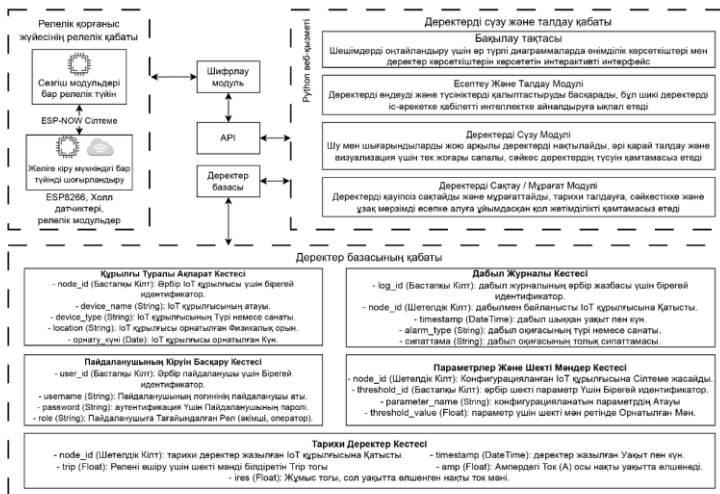 Релелік қорғаныс
жүйесінің релелік қабаты
Сезгіш модульдері
бар релелік түйін
ESP-NOW Сілтеме
Желіге кіру мүмкіндігі бар
түйінді шоғырландыру
ESP8266, Холл
датчиктері,
релелік модульдер
Шифрлау
модуль
API
Деректер
базасы
Python веб-қызметі
Деректерді сүзу және талдау қабаты
Бақылау тақтасы
Шешімдерді оңтайландыру үшін әр түрлі диаграммаларда өнімділік көрсеткіштері мен
деректер көрсеткіштерін көрсететін интерактивті интерфейс
Есептеу Және Талдау Модулі
Деректерді өңдеуді және түсініктерді қалыптастыруды басқарады, бұл шикі деректерді
іс-әрекетке қабілетті интеллектке айналдыруға ықпал етеді
Деректерді Сүзу Модулі
Шу мен шығарындыларды жою арқылы деректерді нақтылайды, әрі қарай талдау және
визуализация үшін тек жоғары сапалы, сәйкес деректердің түсуін қамтамасыз етеді
Деректерді Сақтау / Мұрағат Модулі
Деректерді қауіпсіз сақтайды және мұрағаттайды, тарихи талдауға, сәйкестікке және
ұзақ мерзімді есепке алуға ұйымдасқан қол жетімділікті қамтамасыз етеді
Деректер базасының қабаты
Құрылғы Туралы Ақпарат Кестесі
- node_id (Бастапқы Кілт): Әрбір IoT құрылғысы үшін бірегей
идентификатор.
- device_name (String): IoT құрылғысының атауы.
- device_type (String): IoT құрылғысының Түрі немесе санаты.
- location (String): IoT құрылғысы орнатылған Физикалық орын.
- орнату_күні (Date): IoT құрылғысы орнатылған Күн.
Дабыл Журналы Кестесі
- log_id (Бастапқы Кілт): дабыл журналының әрбір жазбасы үшін бірегей
идентификатор.
- node_id (Шетелдік Кілт): дабылмен байланысты IoT құрылғысына Қатысты.
- timestamp (DateTime): дабыл шыққан уақыт пен күн.
- alarm_type (String): дабыл оқиғасының түрі немесе санаты.
- сипаттама (String): дабыл оқиғасының толық сипаттамасы.
Пайдаланушының Кіруін Басқару Кестесі
- user_id (Бастапқы Кілт): Әрбір пайдаланушы үшін Бірегей
идентификатор.
- username (String): Пайдаланушының логинінің пайдаланушы аты.
- password (String): аутентификация Үшін Пайдаланушының паролі.
- role (String): Пайдаланушыға Тағайындалған Рөл (әкімші, оператор).
Параметрлер Және Шекті Мәндер Кестесі
- node_id (Шетелдік Кілт): Конфигурацияланған IoT құрылғысына Сілтеме жасайды.
- threshold_id (Бастапқы Кілт): әрбір шекті параметр Үшін Бірегей идентификатор.
- parameter_name (String): конфигурацияланатын параметрдің Атауы
- threshold_value (Float): параметр үшін шекті мән ретінде Орнатылған Мән.
Тарихи Деректер Кестесі
- node_id (Шетелдік Кілт): тарихи деректер жазылған IoT құрылғысына Қатысты.
- timestamp (DateTime): деректер жазылған Уақыт пен күн.
- trip (Float): Релені өшіру үшін шекті мәнді білдіретін Trip тогы
- amp (Float): Ампердегі Ток (А) осы нақты уақытта өлшенеді.
- ires (Float): Жұмыс тогы, сол уақытта өлшенген нақты ток мәні.